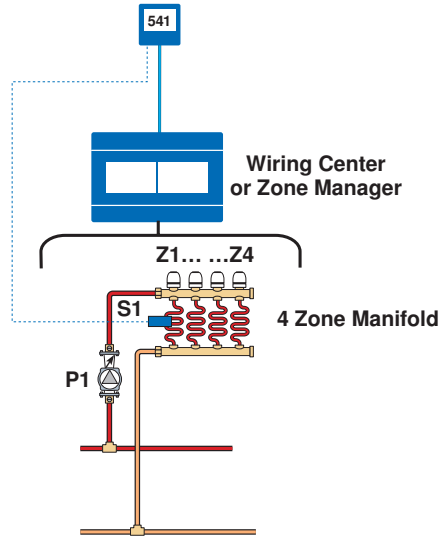 541
Wiring Center
or Zone Manager
Z1... ...Z4
S1
4 Zone Manifold
P1